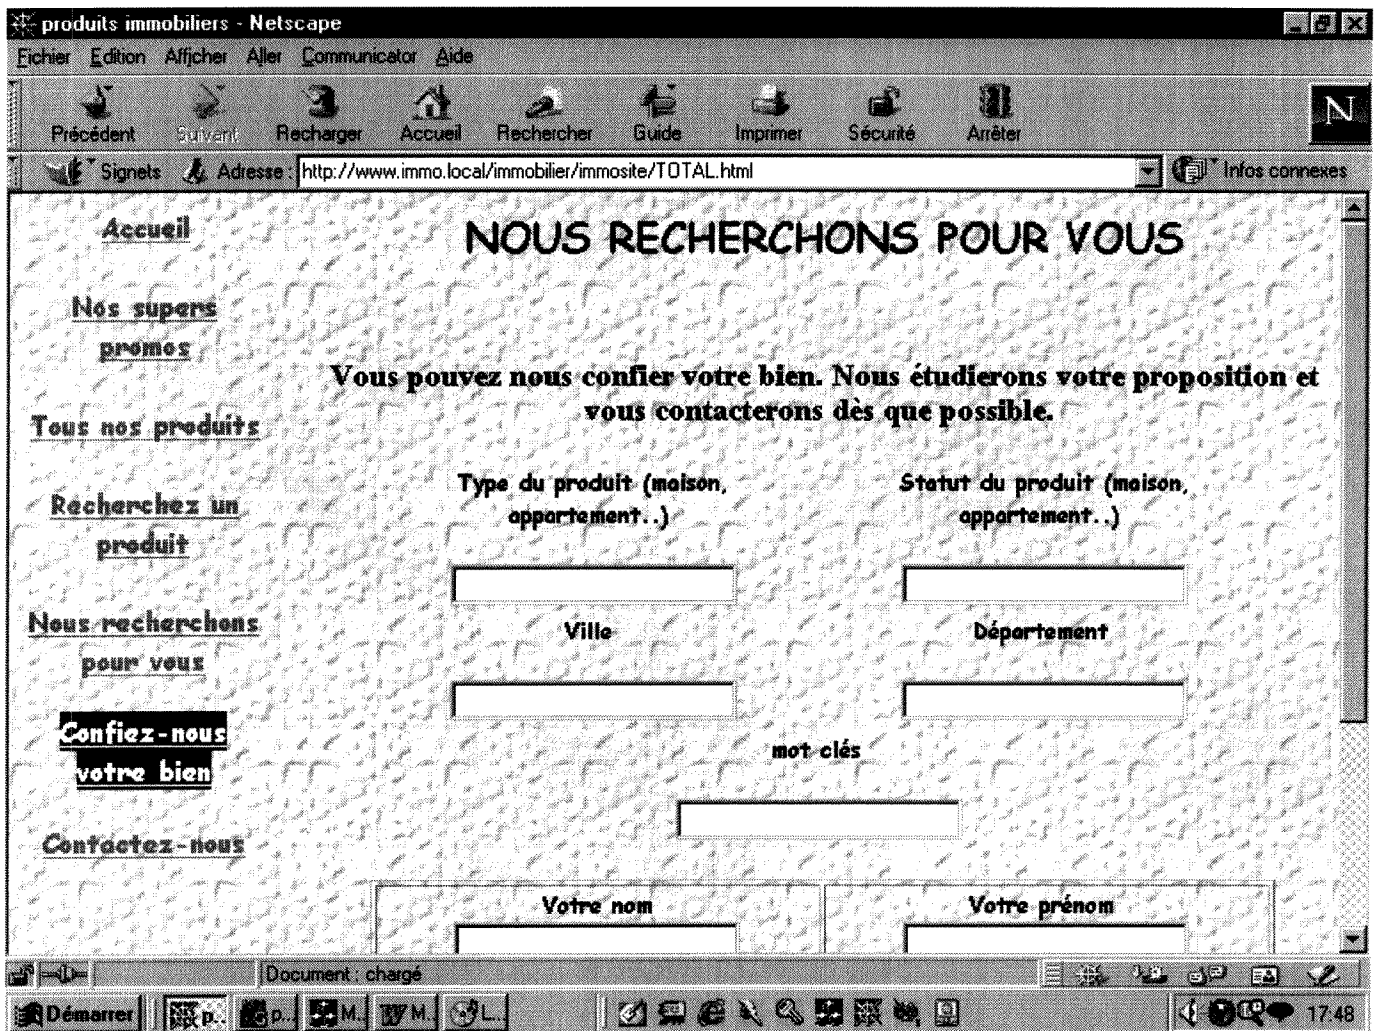 produits immobiliers - Netscape
Fichier Edition Afficher Aller Communicator Aide
Précédent Suivant Recharger Accueil Rechercher Guide Imprimer Sécurité Arrêter
N
Signets Adresse : http://www.immo.local/immobilier/immosite/TOTAL.html Infos connexes
Accueil
Nos supers
promos
Tous nos produits
Recherchez un
produit
Nous recherchons
pour vous
Confiez-nous
votre bien
Contactez-nous
NOUS RECHERCHONS POUR VOUS
Vous pouvez nous confier votre bien. Nous étudierons votre proposition et
vous contacterons dès que possible.
Type du produit (maison,
appartement..)
Statut du produit (maison,
appartement..)
Ville
Département
mot clés
Votre nom
Votre prénom
Document : chargé
Démarrer p.. p... M.. M.. L... 17:48